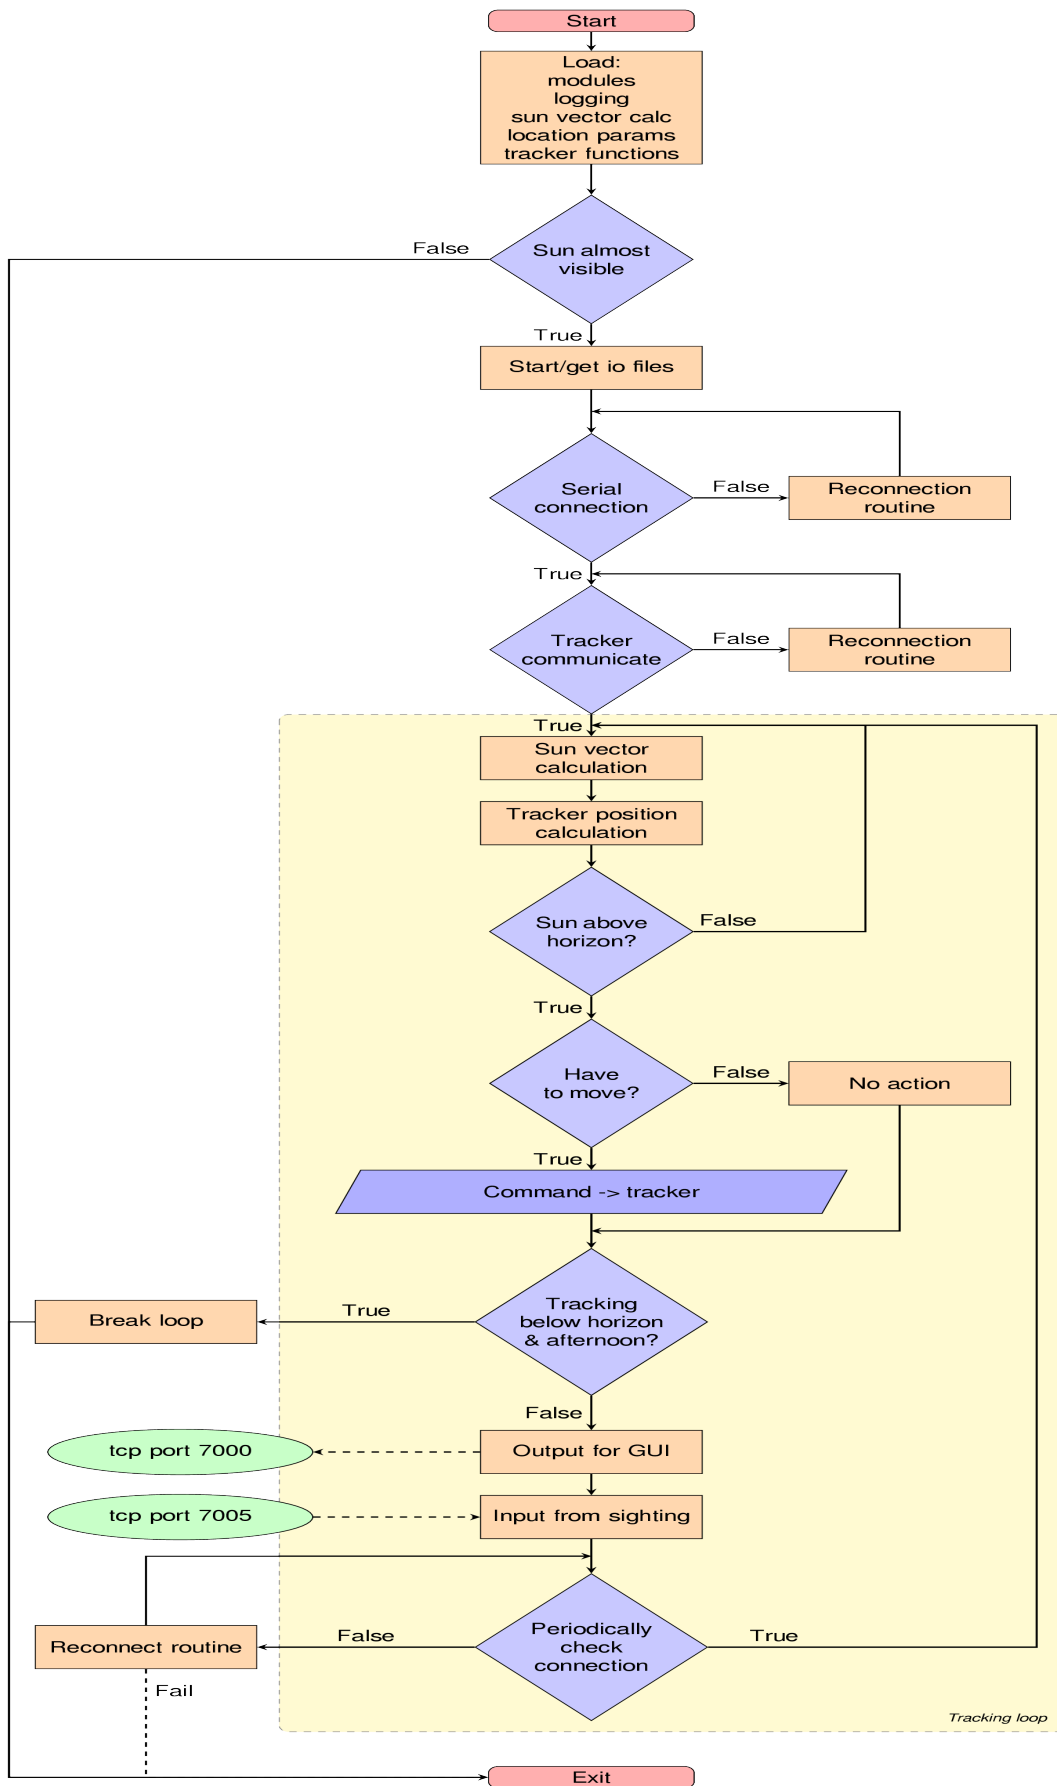 Start
Load:
modules
logging
sun vector calc
location params
tracker functions
False
Sun almost
visible
True
Start/get io files
Serial
connection
False
Reconnection
routine
True
Tracker
communicate
False
Reconnection
routine
True
Sun vector
calculation
Tracker position
calculation
Sun above
horizon?
False
True
Have
to move?
False
No action
True
Command -> tracker
Tracking
below horizon
& afternoon?
True
Break loop
False
tcp port 7000
Output for GUI
tcp port 7005
Input from sighting
Periodically
check
connection
False
True
Reconnect routine
Fail
Tracking loop
Exit